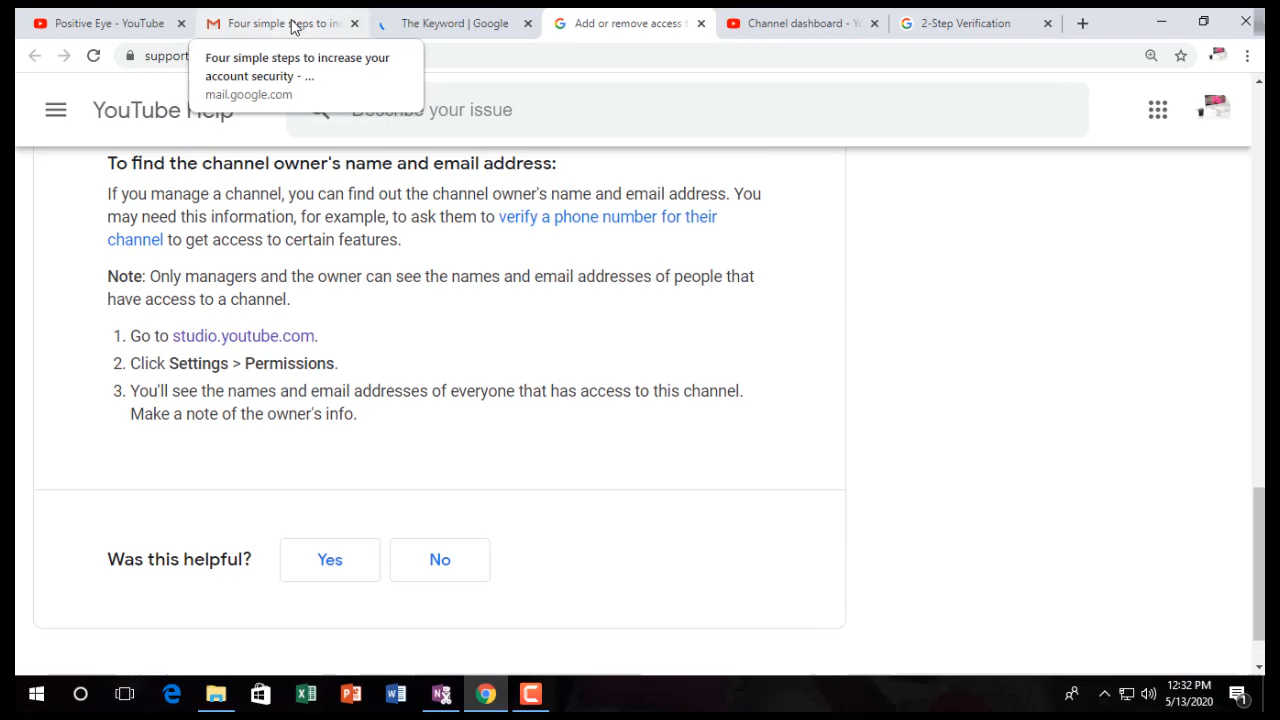 Positive Eye - YouTube
Four simple steps to inc
The Keyword | Google
Add or remove access t
Channel dashboard - Yo
2-Step Verification
support
Four simple steps to increase your
account security - ...
mail.google.com
YouTube Help
Describe your issue
To find the channel owner's name and email address:
If you manage a channel, you can find out the channel owner's name and email address. You
may need this information, for example, to ask them to verify a phone number for their
channel to get access to certain features.
Note: Only managers and the owner can see the names and email addresses of people that
have access to a channel.
1. Go to studio.youtube.com.
2. Click Settings > Permissions.
3. You'll see the names and email addresses of everyone that has access to this channel.
Make a note of the owner's info.
Was this helpful?
Yes
No
12:32 PM
5/13/2020
1